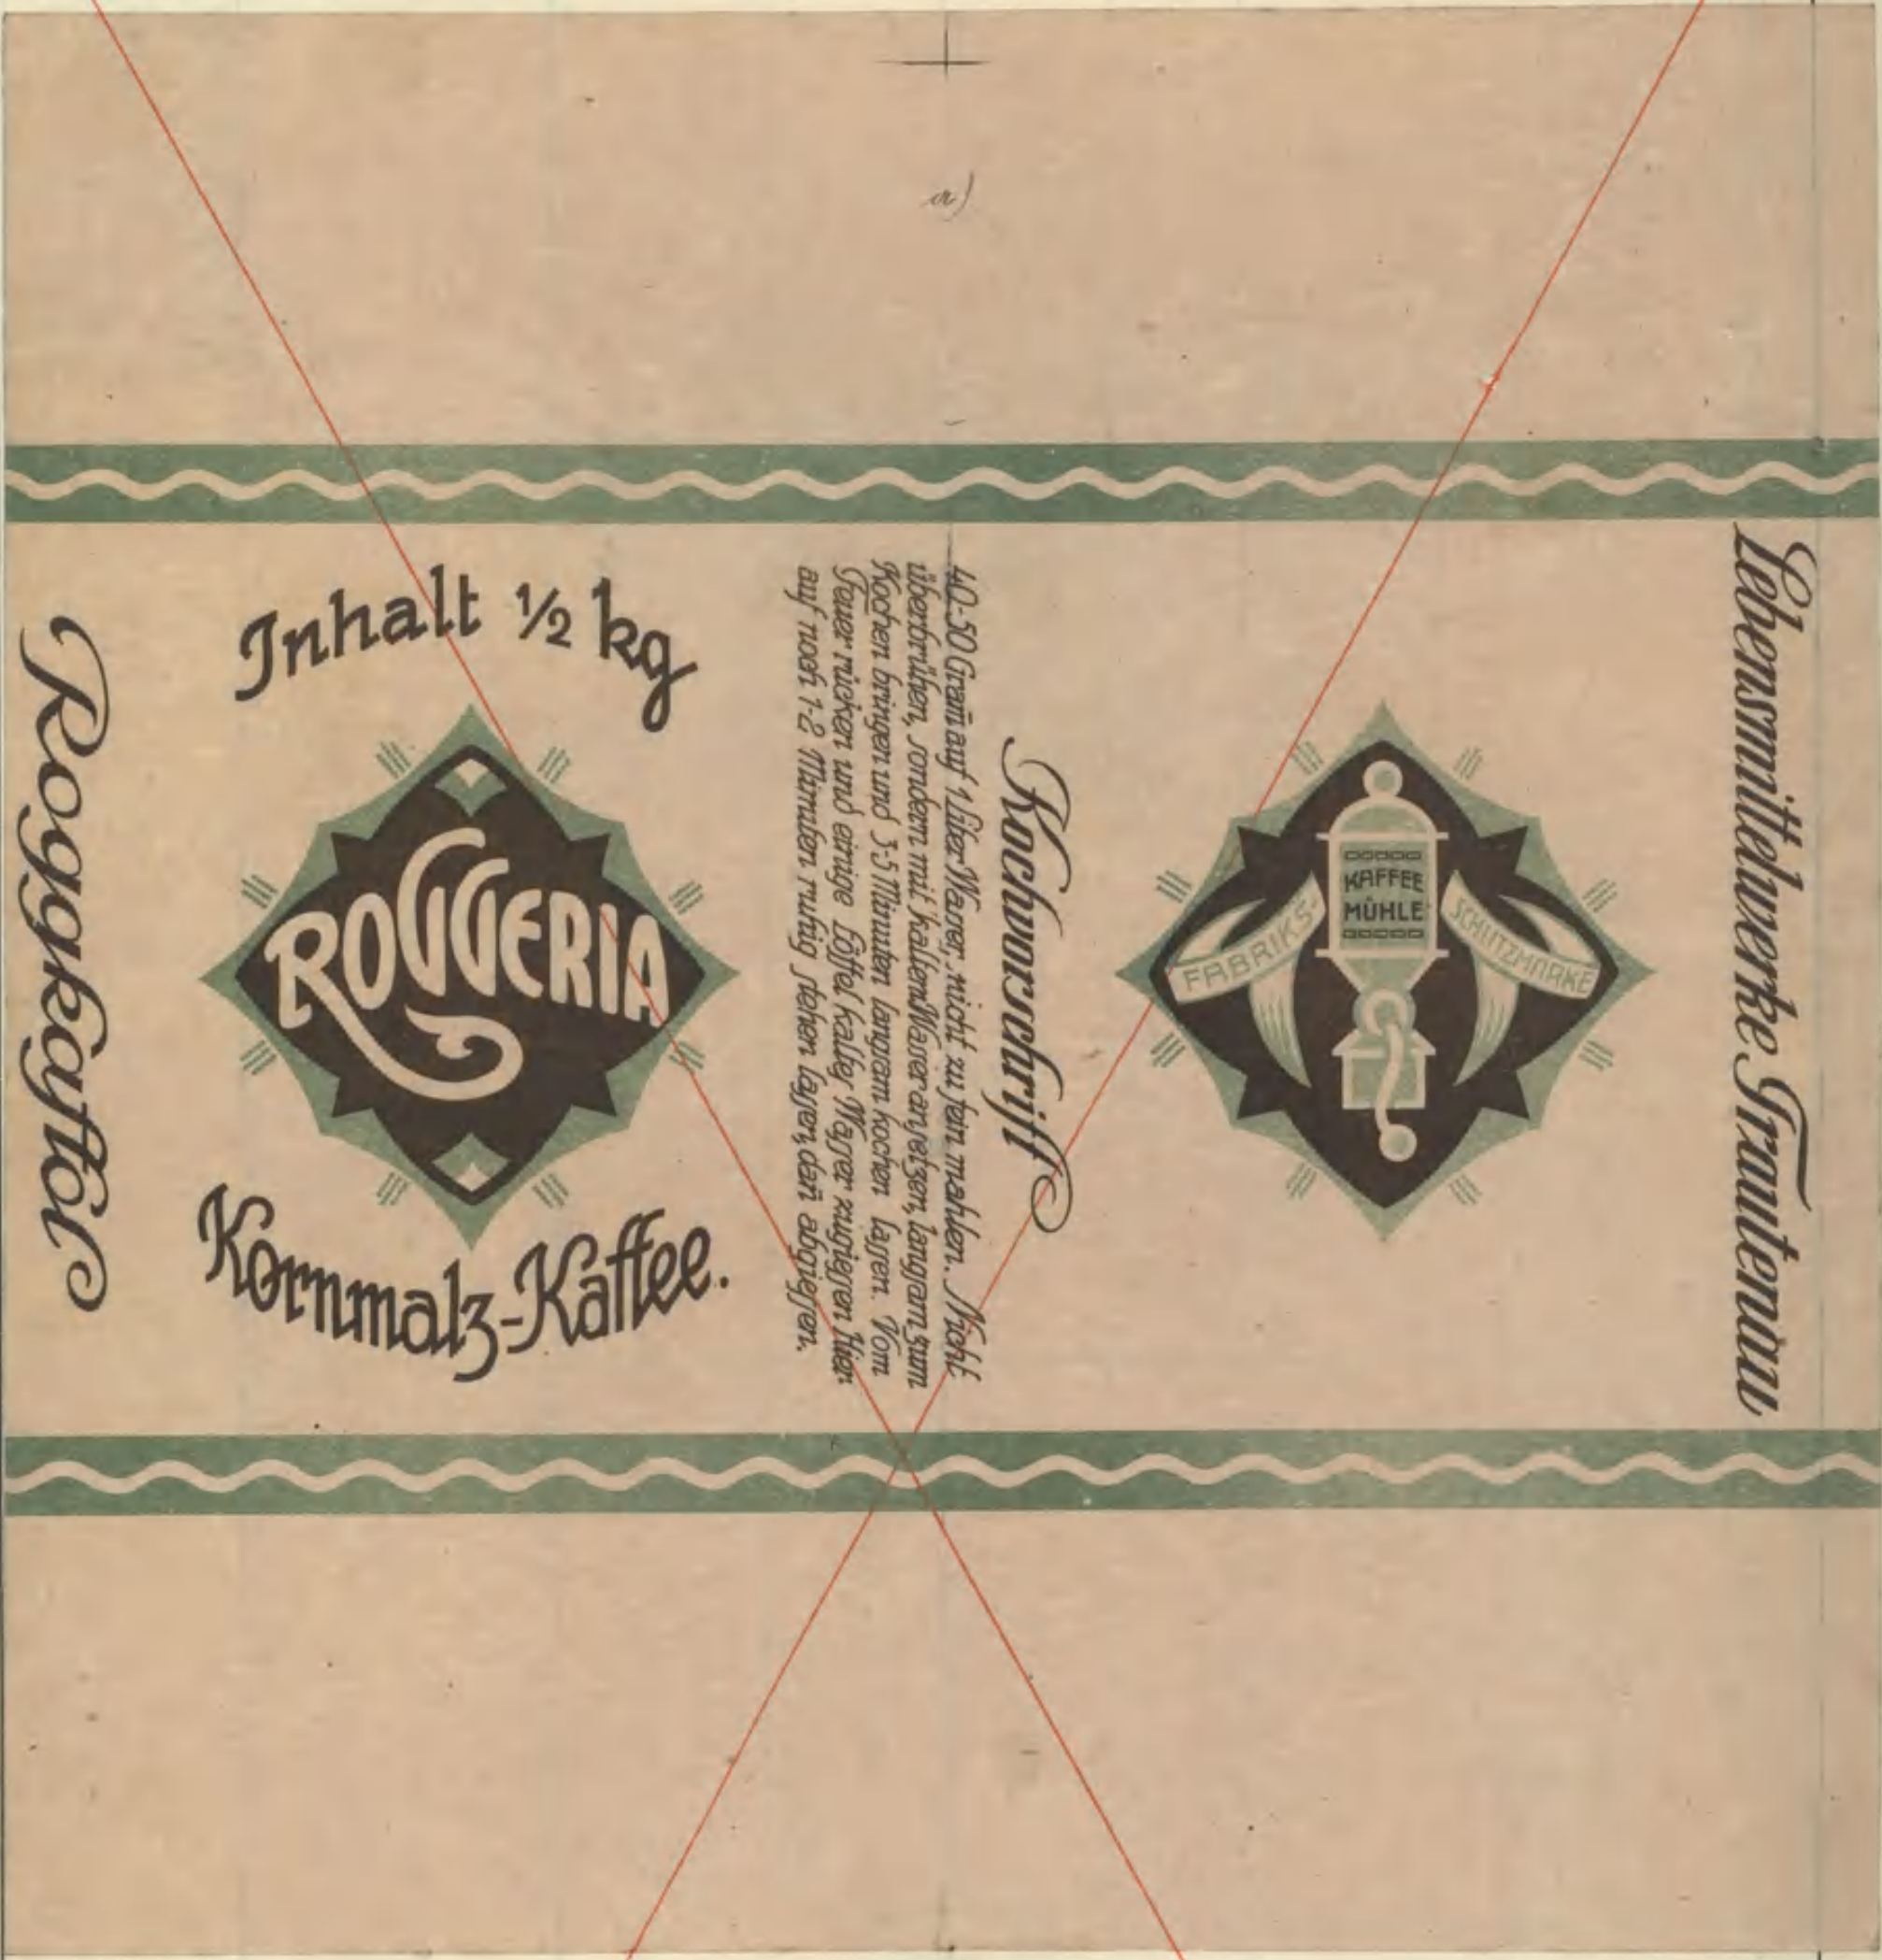 a)
Roggkaffol
Inhalt ½ kg
ROGGERIA
Kornmalz-Kaffee.
Kochvorschrift
40-50 Gram̄ auf 1 Liter Wasser, nicht zu fein mahlen. Nicht
überbrühen, sondern mit kaltem Wasser ansetzen, langsam zum
Kochen bringen und 3-5 Minuten langsam kochen lassen. Vom
Feuer rücken und einige Löffel kaltes Wasser zugiessen Hier
auf noch 1-2 Minuten ruhig stehen lassen, dan̄ abgiessen.
KAFFEE
MÜHLE
FABRIKS-
SCHUTZMARKE
Lebensmittelwerke Trautenau